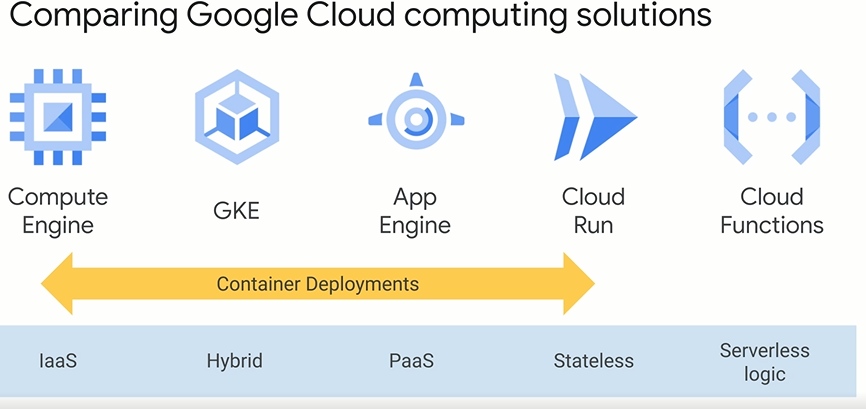 Comparing Google Cloud computing solutions
Compute
Engine
GKE
App
Engine
Cloud
Run
Cloud
Functions
Container Deployments
IaaS
Hybrid
PaaS
Stateless
Serverless
logic